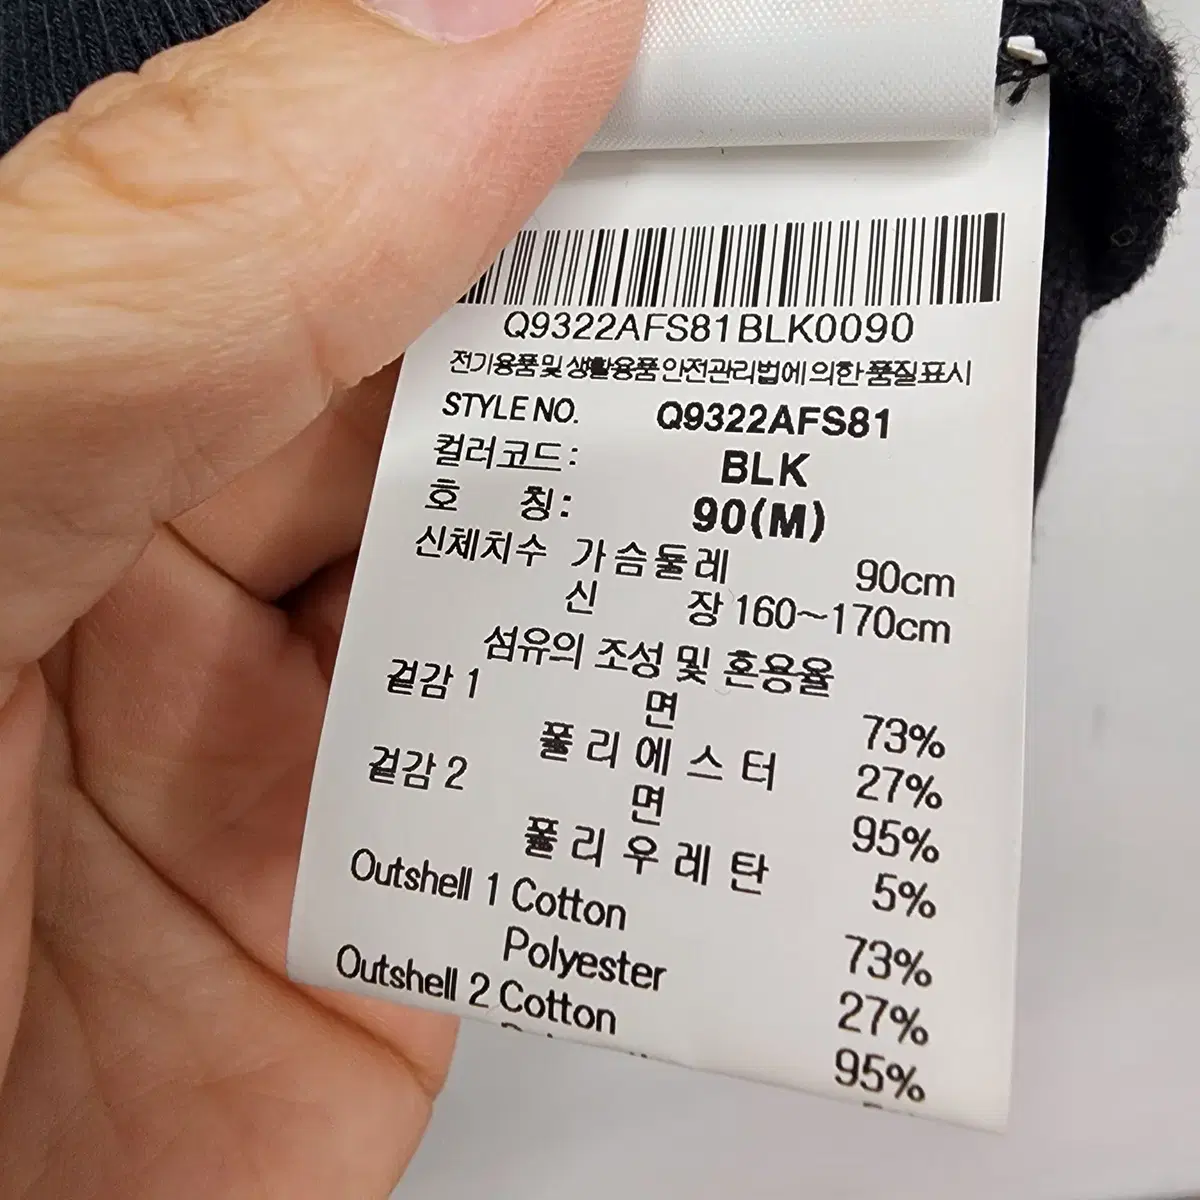 Q9322AFS81BLK0090
전기용품 및 생활용품 안전관리법에 의한 품질표시
STYLE NO. Q9322AFS81
컬러코드: BLK
호 칭: 90(M)
신체치수 가슴둘레 90cm
신 장 160~170cm
섬유의 조성 및 혼용율
겉감 1 면 73%
폴리에스터 27%
겉감 2 면 95%
폴리우레탄 5%
Outshell 1 Cotton 73%
Polyester 27%
Outshell 2 Cotton 95%